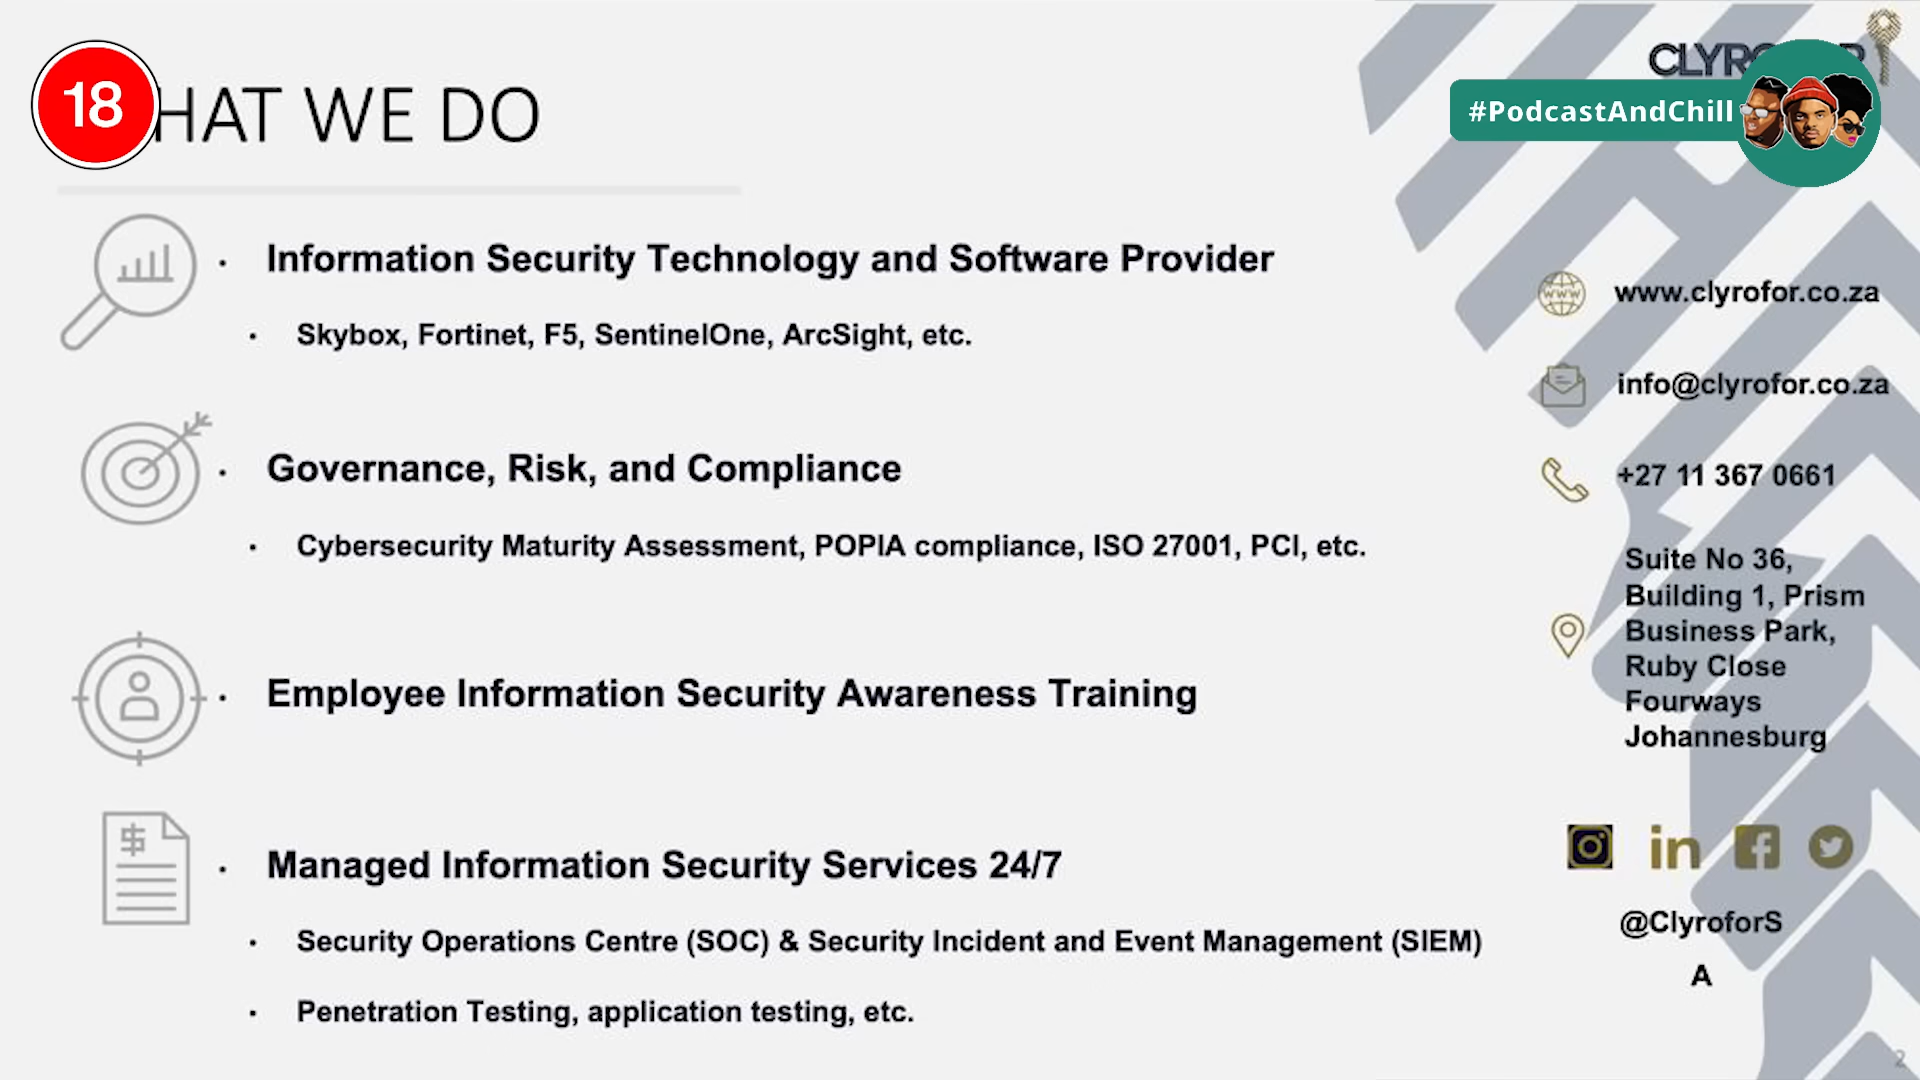 18
HAT WE DO
#PodcastAndChill
Information Security Technology and Software Provider
Skybox, Fortinet, F5, SentinelOne, ArcSight, etc.
Governance, Risk, and Compliance
Cybersecurity Maturity Assessment, POPIA compliance, ISO 27001, PCI, etc.
Employee Information Security Awareness Training
$
Managed Information Security Services 24/7
Security Operations Centre (SOC) & Security Incident and Event Management (SIEM)
Penetration Testing, application testing, etc.
WWW
www.clyrofor.co.za
info@clyrofor.co.za
+27 11 367 0661
Suite No 36,
Building 1, Prism
Business Park,
Ruby Close
Fourways
Johannesburg
in
@ClyroforS
A
2